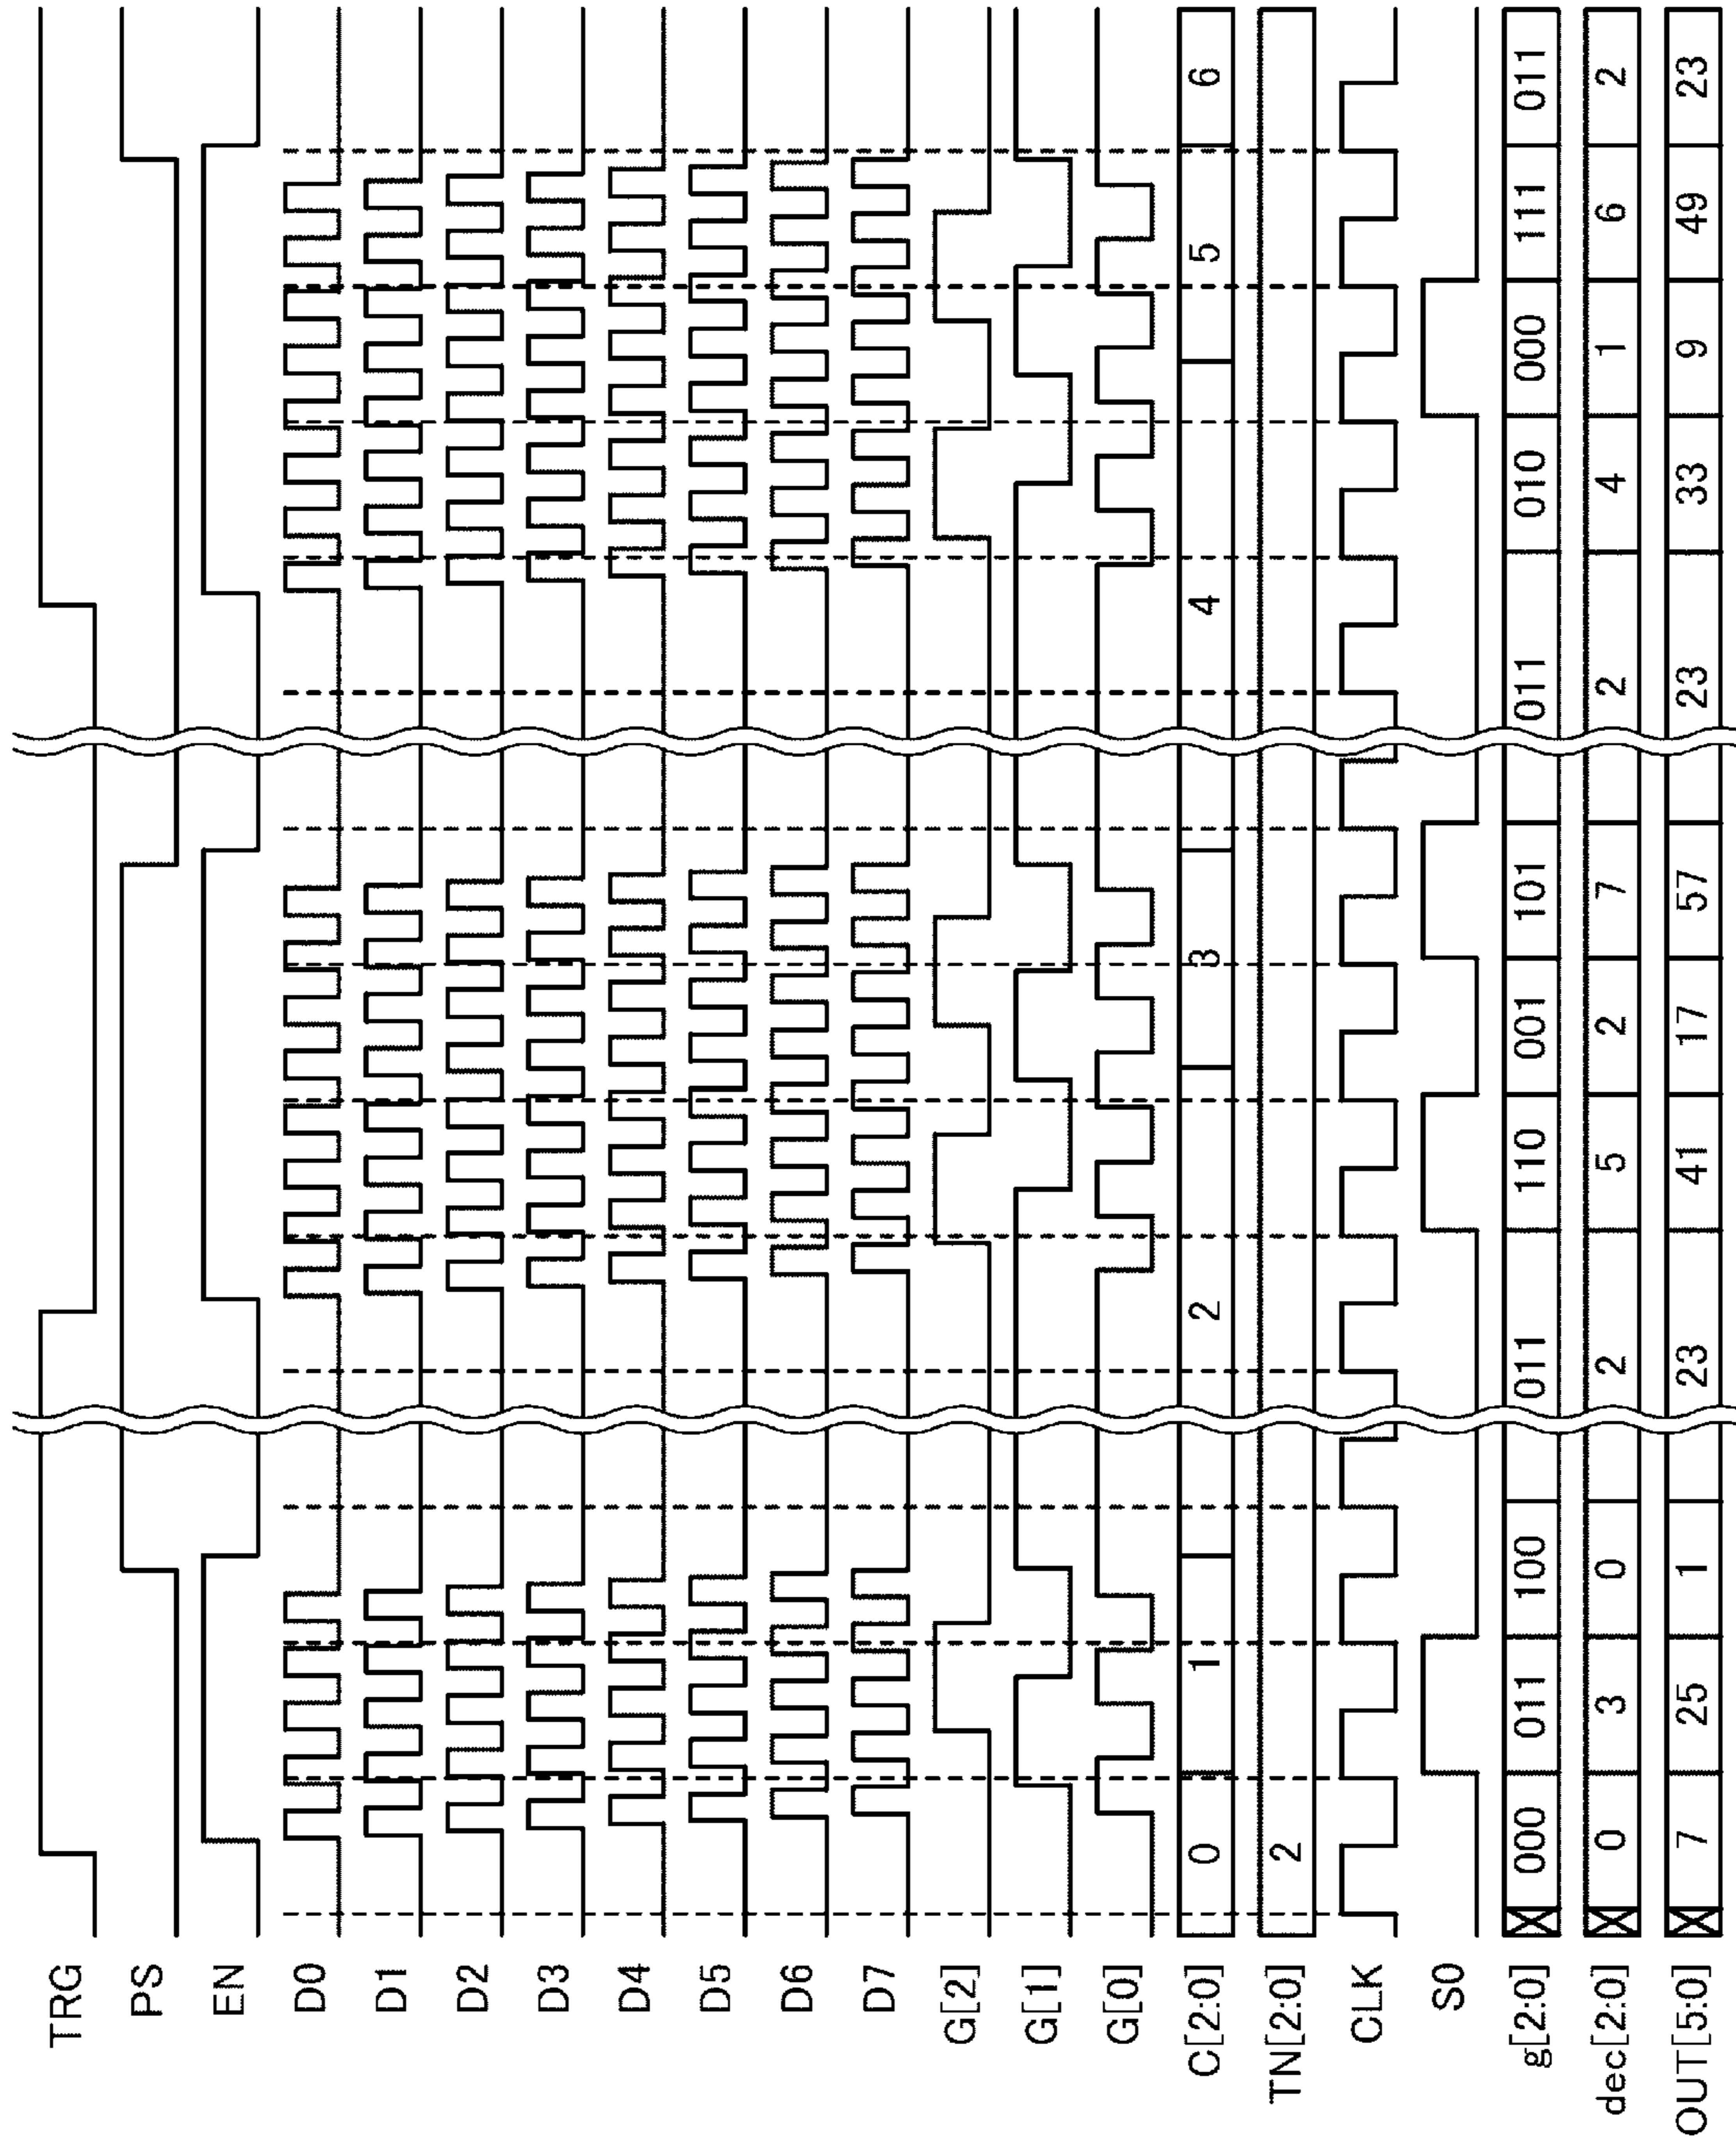 TRG
PS
EN
D0
D1
D2
D3
D4
D5
D6
D7
G[2]
G[1]
G[0]
C[2:0] 0 1 2 3 4 5 6
TN[2:0] 2
CLK
S0
g[2:0] 000 011 100 011 110 001 101 011 010 000 111 011
dec[2:0] 0 3 0 2 5 2 7 2 4 1 6 2
OUT[5:0] 7 25 1 23 41 17 57 23 33 9 49 23